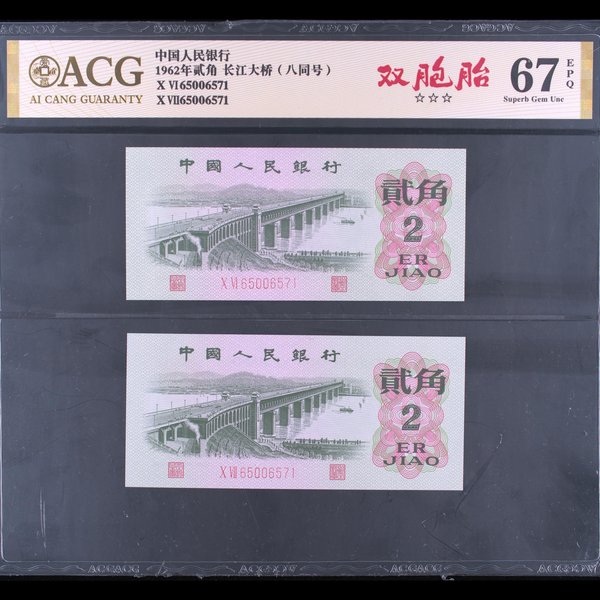 ACG
AI CANG GUARANTY
中国人民银行
1962年贰角 长江大桥（八同号）
X VI65006571
X VII65006571
双胞胎
☆☆☆
67
EPQ
Superb Gem Unc
中國人民銀行
貳角
2
ER
JIAO
X VI 65006571
中國人民銀行
貳角
2
ER
JIAO
X VII 65006571